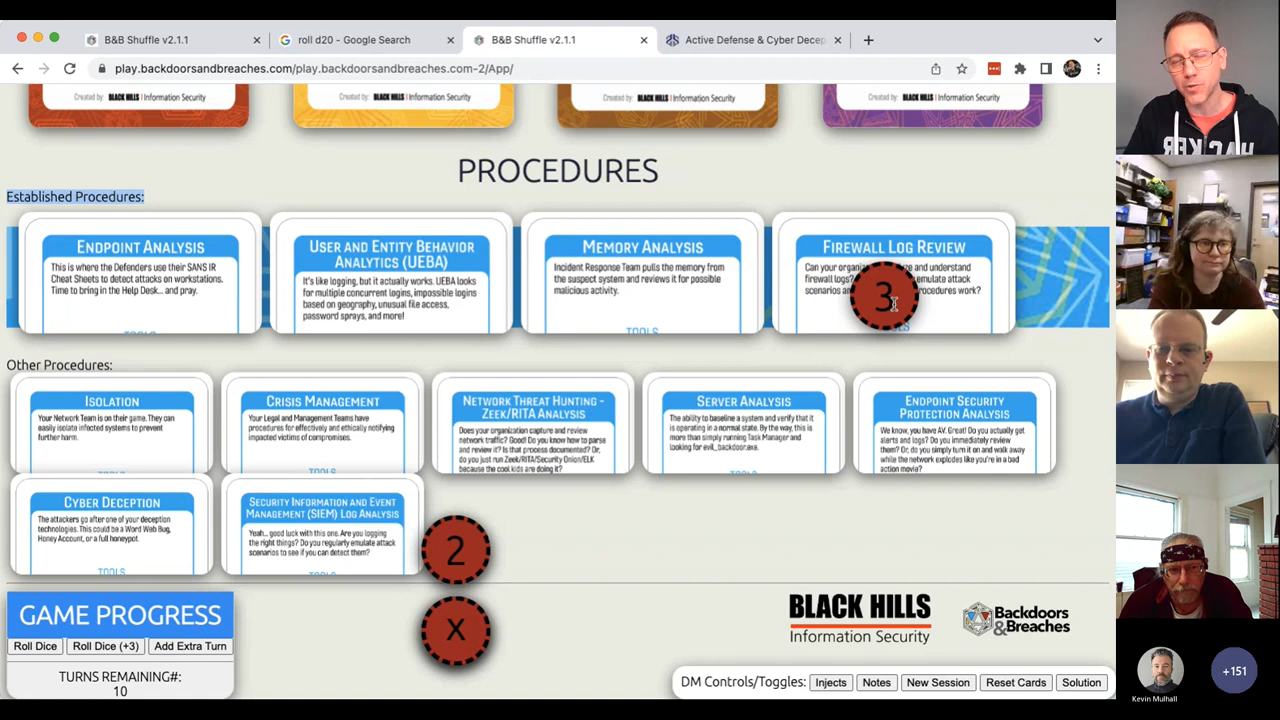 B&B Shuffle v2.1.1
roll d20 - Google Search
B&B Shuffle v2.1.1
Active Defense & Cyber Decep
play.backdoorsandbreaches.com/play.backdoorsandbreaches.com-2/App/
Created by: BLACK HILLS | Information Security
Created by: BLACK HILLS | Information Security
Created by: BLACK HILLS | Information Security
Created by: BLACK HILLS | Information Security
PROCEDURES
Established Procedures:
ENDPOINT ANALYSIS
This is where the Defenders use their SANS IR
Cheat Sheets to detect attacks on workstations.
Time to bring in the Help Desk... and pray.
TOOLS
USER AND ENTITY BEHAVIOR
ANALYTICS (UEBA)
It's like logging, but it actually works. UEBA looks
for multiple concurrent logins, impossible logins
based on geography, unusual file access,
password sprays, and more!
MEMORY ANALYSIS
Incident Response Team pulls the memory from
the suspect system and reviews it for possible
malicious activity.
TOOLS
FIREWALL LOG REVIEW
Can your and understand
firewall logs? emulate attack
scenarios procedures work?
3
Other Procedures:
ISOLATION
Your Network Team is on their game. They can
easily isolate infected systems to prevent
further harm.
TOOLS
CRISIS MANAGEMENT
Your Legal and Management Teams have
procedures for effectively and ethically notifying
impacted victims of compromises.
TOOLS
NETWORK THREAT HUNTING -
ZEEK/RITA ANALYSIS
Does your organization capture and review
network traffic? Good! Do you know how to parse
and review it? Is that process documented? Or,
do you just run Zeek/RITA/Security Onion/ELK
because the cool kids are doing it?
SERVER ANALYSIS
The ability to baseline a system and verify that it
is operating in a normal state. By the way, this is
more than simply running Task Manager and
looking for evil_backdoor.exe.
TOOLS
ENDPOINT SECURITY
PROTECTION ANALYSIS
We know, you have AV. Great! Do you actually get
alerts and logs? Do you immediately review
them? Or, do you simply turn it on and walk away
while the network explodes like you're in a bad
action movie?
CYBER DECEPTION
The attackers go after one of your deception
technologies. This could be a Word Web Bug,
Honey Account, or a full honeypot.
TOOLS
SECURITY INFORMATION AND EVENT
MANAGEMENT (SIEM) LOG ANALYSIS
Yeah... good luck with this one. Are you logging
the right things? Do you regularly emulate attack
scenarios to see if you can detect them?
TOOLS
2
X
GAME PROGRESS
Roll Dice
Roll Dice (+3)
Add Extra Turn
TURNS REMAINING#:
10
BLACK HILLS
Information Security
Backdoors
&Breaches
DM Controls/Toggles:
Injects
Notes
New Session
Reset Cards
Solution
HACKER
Kevin Mulhall
+151